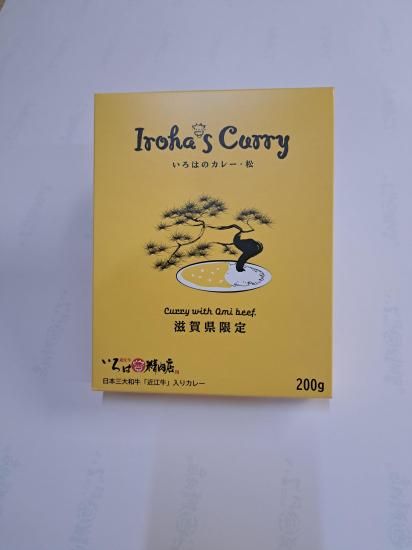 Iroha's Curry
いろはのカレー・松
Curry with Omi beef.
滋賀県限定
いろは精肉店
日本三大和牛「近江牛」入りカレー
200g